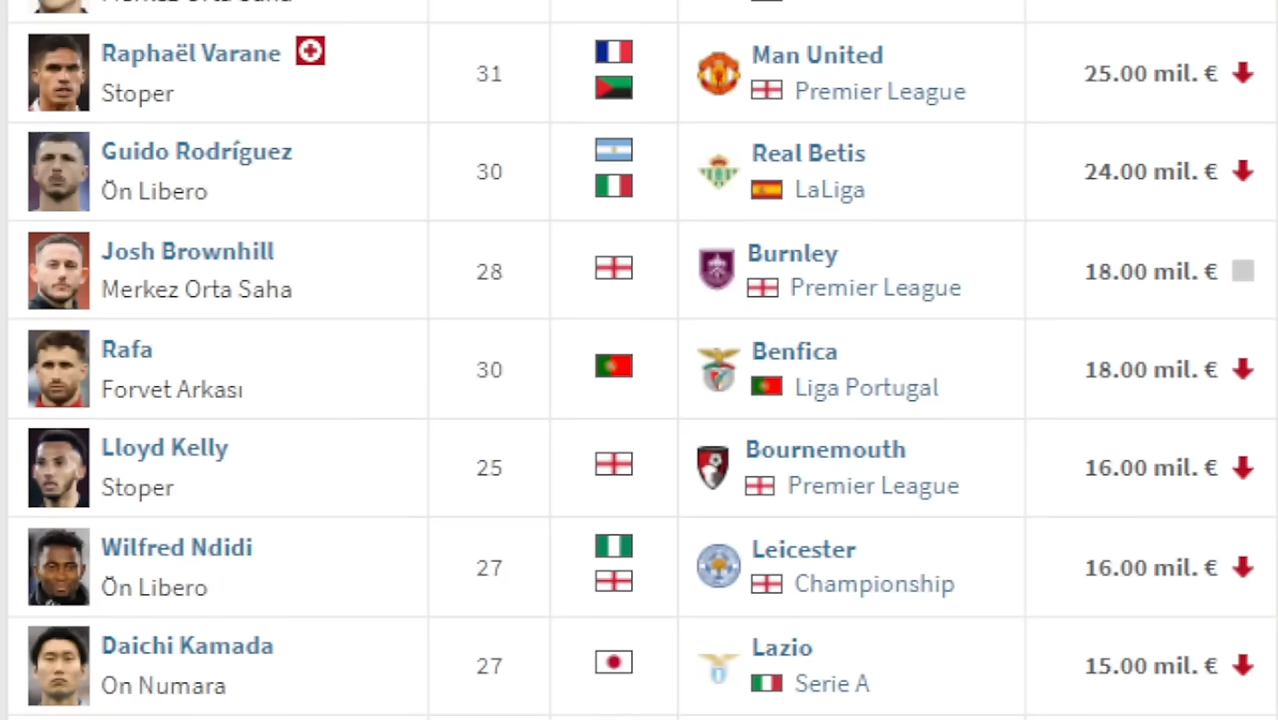 Merkez Orta Saha
Raphaël Varane
Stoper
31
Man United
Premier League
25.00 mil. €
Guido Rodríguez
Ön Libero
30
Real Betis
LaLiga
24.00 mil. €
Josh Brownhill
Merkez Orta Saha
28
Burnley
Premier League
18.00 mil. €
Rafa
Forvet Arkası
30
Benfica
Liga Portugal
18.00 mil. €
Lloyd Kelly
Stoper
25
Bournemouth
Premier League
16.00 mil. €
Wilfred Ndidi
Ön Libero
27
Leicester
Championship
16.00 mil. €
Daichi Kamada
On Numara
27
Lazio
Serie A
15.00 mil. €